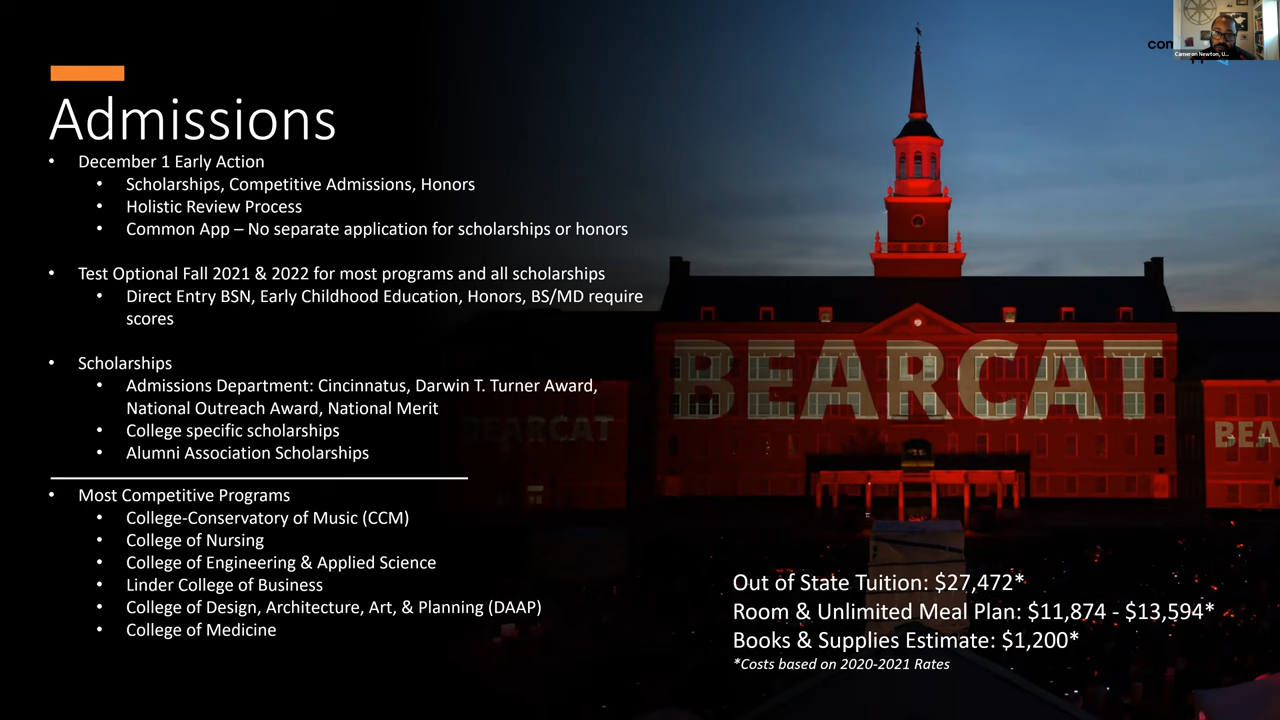 com
Cameron Newton, U...
Admissions
• December 1 Early Action
• Scholarships, Competitive Admissions, Honors
• Holistic Review Process
• Common App – No separate application for scholarships or honors
• Test Optional Fall 2021 & 2022 for most programs and all scholarships
• Direct Entry BSN, Early Childhood Education, Honors, BS/MD require
scores
• Scholarships
• Admissions Department: Cincinnatus, Darwin T. Turner Award,
National Outreach Award, National Merit
• College specific scholarships
• Alumni Association Scholarships
• Most Competitive Programs
• College-Conservatory of Music (CCM)
• College of Nursing
• College of Engineering & Applied Science
• Linder College of Business
• College of Design, Architecture, Art, & Planning (DAAP)
• College of Medicine
BEARCAT
BEARCAT
BEA
Out of State Tuition: $27,472*
Room & Unlimited Meal Plan: $11,874 - $13,594*
Books & Supplies Estimate: $1,200*
*Costs based on 2020-2021 Rates